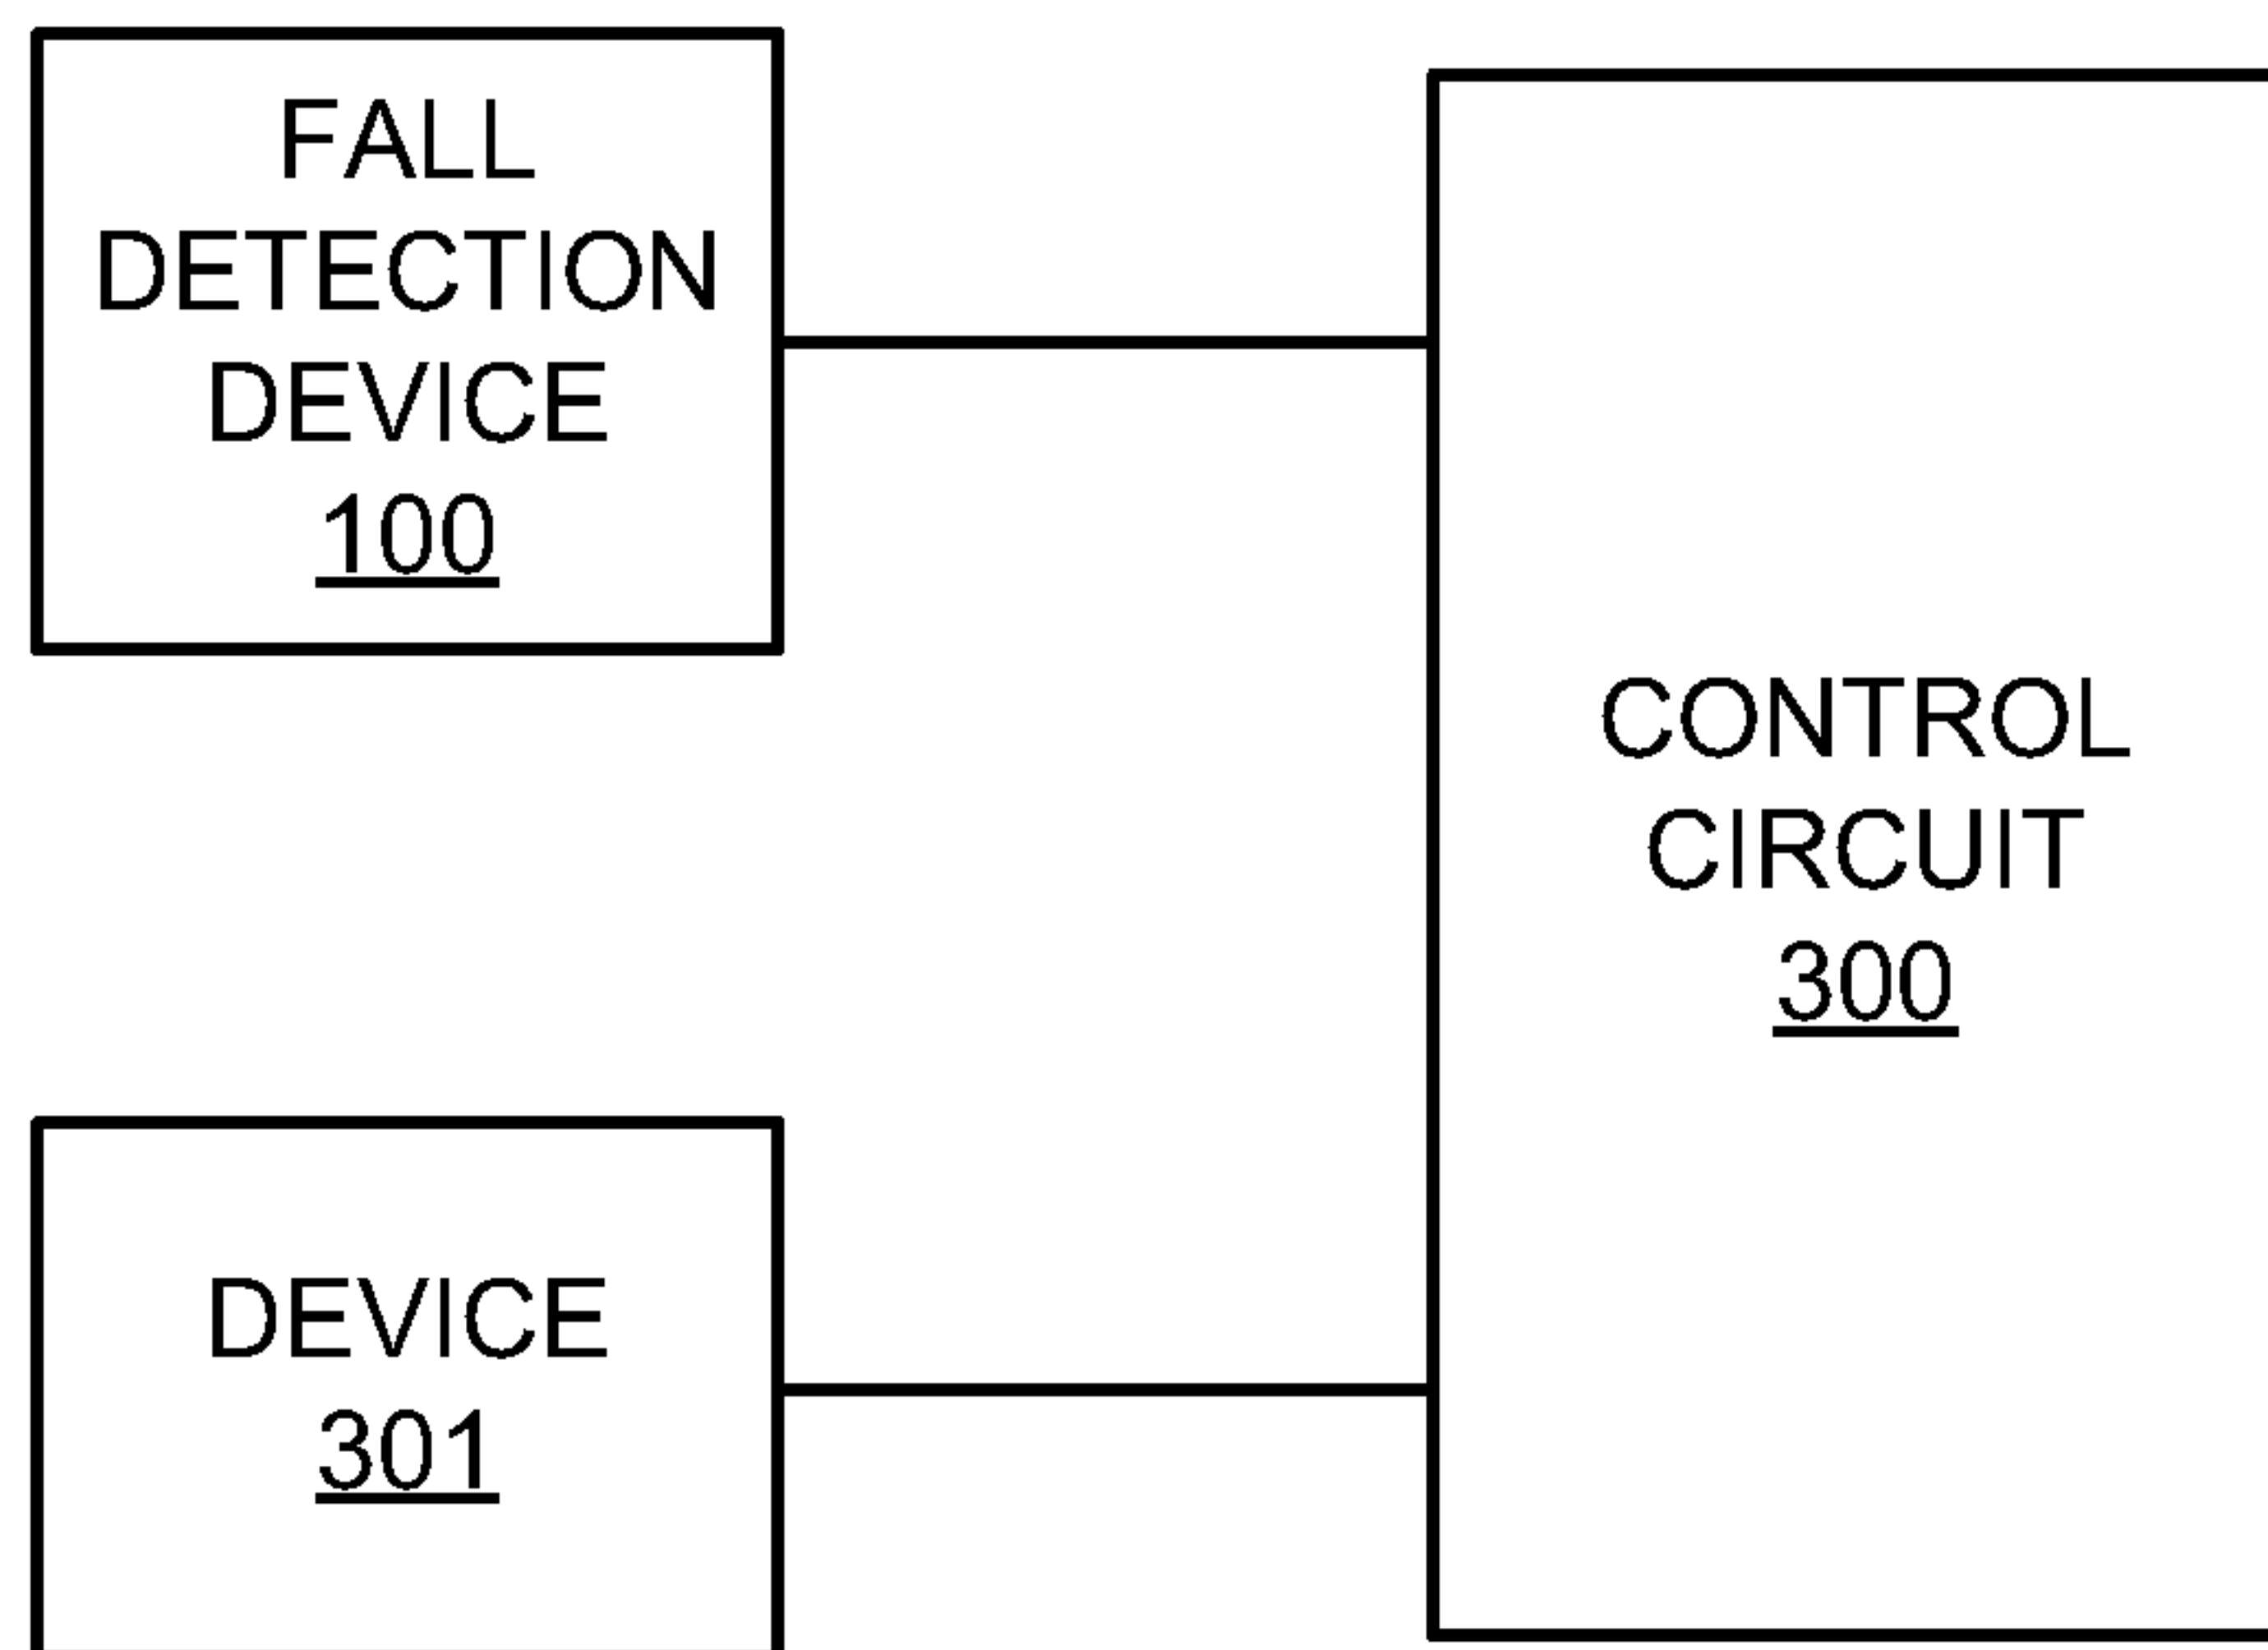 FALL
DETECTION
DEVICE
100
CONTROL
CIRCUIT
300
DEVICE
301